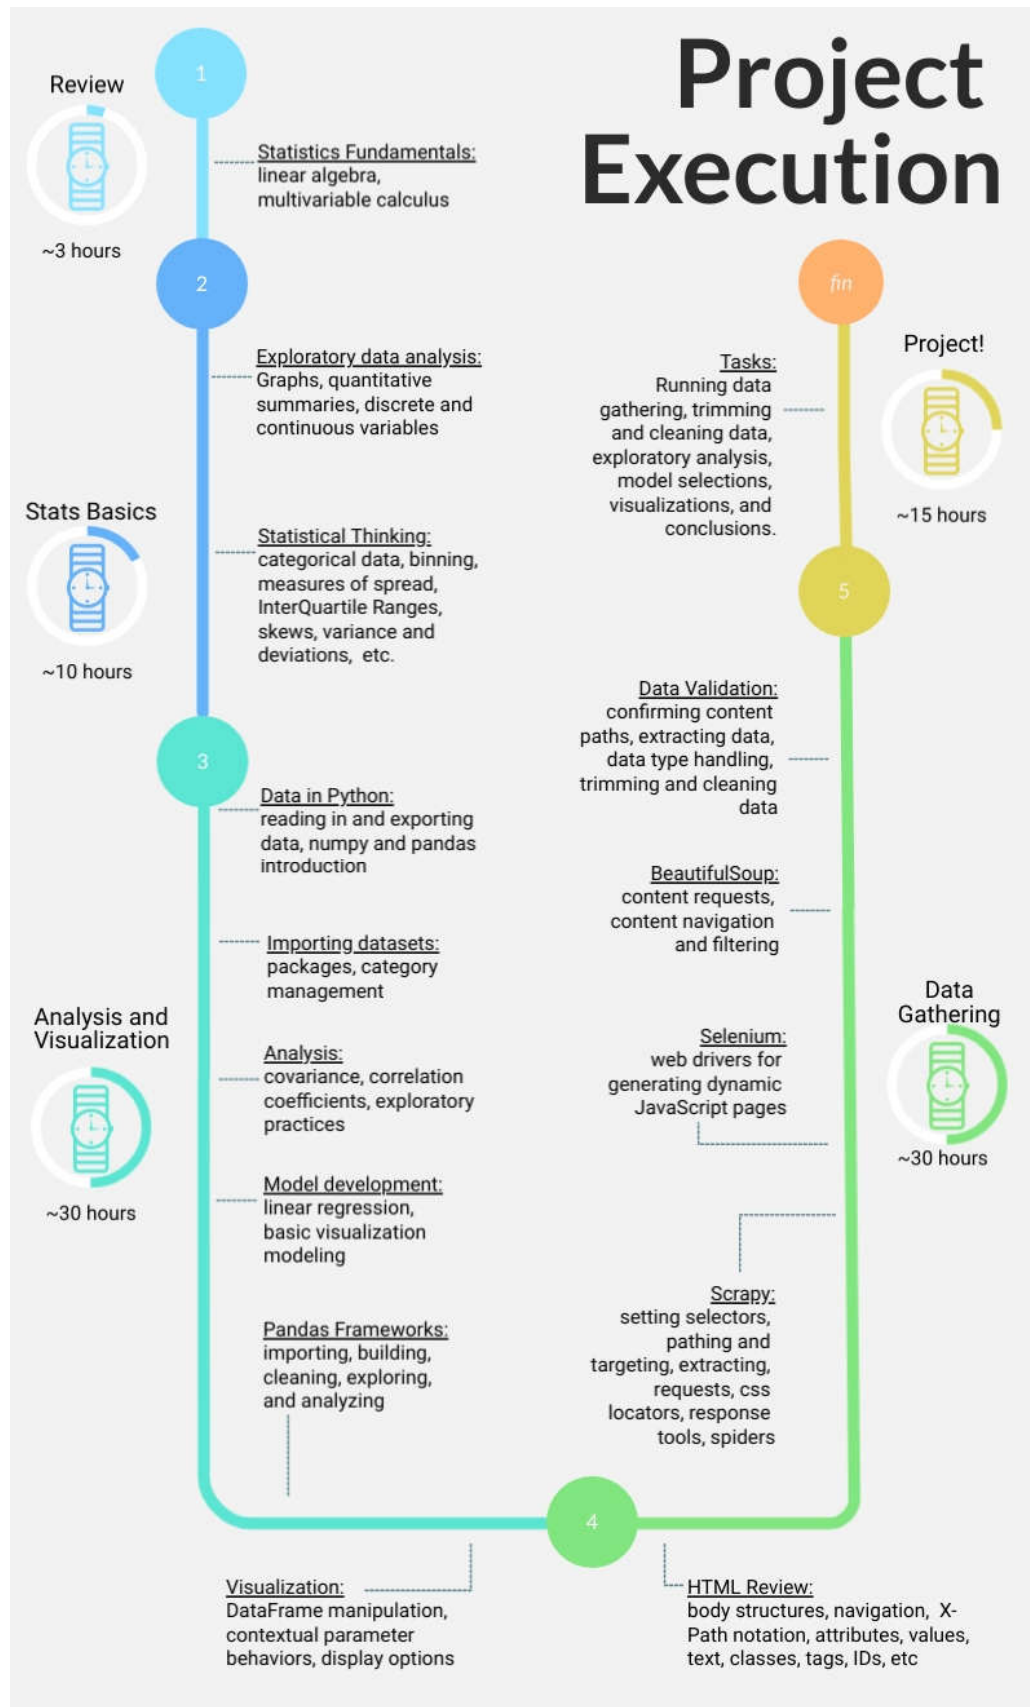 Project
Execution
1
Review
~3 hours
Statistics Fundamentals:
linear algebra,
multivariable calculus
2
Exploratory data analysis:
Graphs, quantitative
summaries, discrete and
continuous variables
Stats Basics
~10 hours
Statistical Thinking:
categorical data, binning,
measures of spread,
InterQuartile Ranges,
skews, variance and
deviations, etc.
3
Data in Python:
reading in and exporting
data, numpy and pandas
introduction
Importing datasets:
packages, category
management
Analysis and
Visualization
~30 hours
Analysis:
covariance, correlation
coefficients, exploratory
practices
Model development:
linear regression,
basic visualization
modeling
Pandas Frameworks:
importing, building,
cleaning, exploring,
and analyzing
Visualization:
DataFrame manipulation,
contextual parameter
behaviors, display options
4
HTML Review:
body structures, navigation, X-
Path notation, attributes, values,
text, classes, tags, IDs, etc
Scrapy:
setting selectors,
pathing and
targeting, extracting,
requests, css
locators, response
tools, spiders
Selenium:
web drivers for
generating dynamic
JavaScript pages
Data
Gathering
~30 hours
BeautifulSoup:
content requests,
content navigation
and filtering
Data Validation:
confirming content
paths, extracting data,
data type handling,
trimming and cleaning
data
5
Tasks:
Running data
gathering, trimming
and cleaning data,
exploratory analysis,
model selections,
visualizations, and
conclusions.
Project!
~15 hours
fin